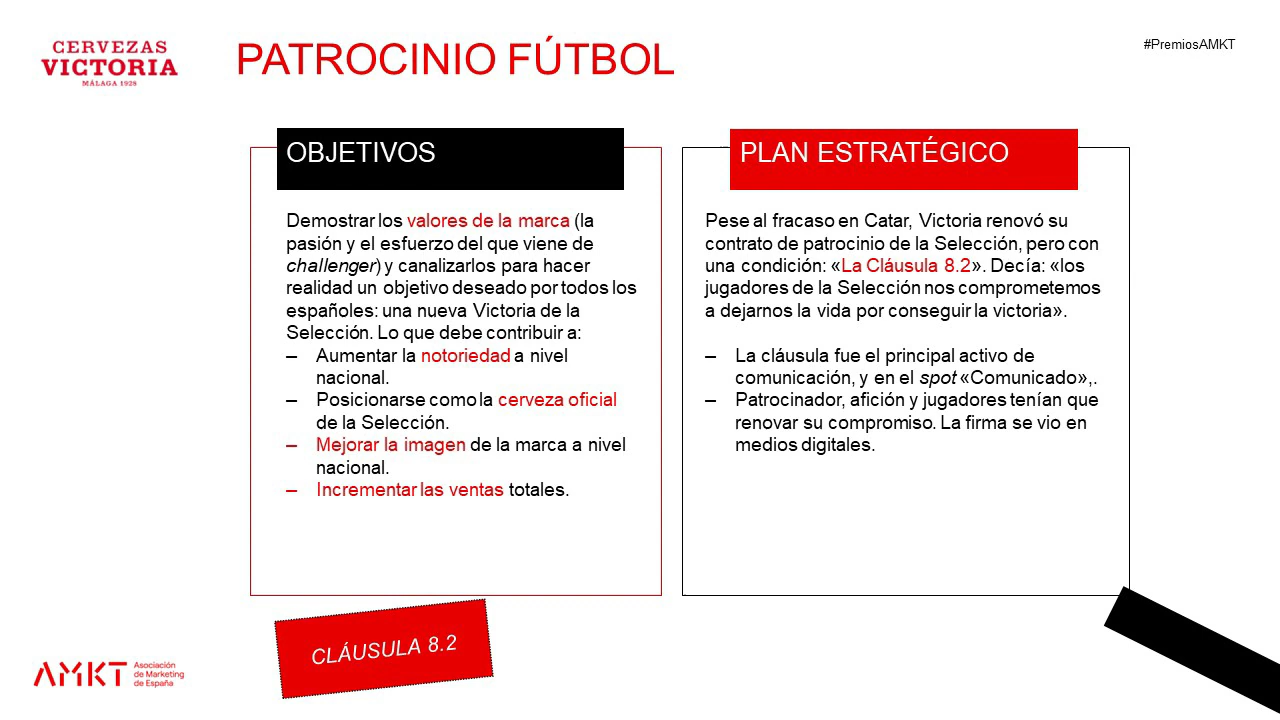 CERVEZAS
VICTORIA
MÁLAGA 1928
PATROCINIO FÚTBOL
#PremiosAMKT
OBJETIVOS
Demostrar los valores de la marca (la
pasión y el esfuerzo del que viene de
challenger) y canalizarlos para hacer
realidad un objetivo deseado por todos los
españoles: una nueva Victoria de la
Selección. Lo que debe contribuir a:
– Aumentar la notoriedad a nivel
nacional.
– Posicionarse como la cerveza oficial
de la Selección.
– Mejorar la imagen de la marca a nivel
nacional.
– Incrementar las ventas totales.
PLAN ESTRATÉGICO
Pese al fracaso en Catar, Victoria renovó su
contrato de patrocinio de la Selección, pero con
una condición: «La Cláusula 8.2». Decía: «los
jugadores de la Selección nos comprometemos
a dejarnos la vida por conseguir la victoria».
– La cláusula fue el principal activo de
comunicación, y en el spot «Comunicado»,.
– Patrocinador, afición y jugadores tenían que
renovar su compromiso. La firma se vio en
medios digitales.
CLÁUSULA 8.2
AMKT
Asociación
de Marketing
de España